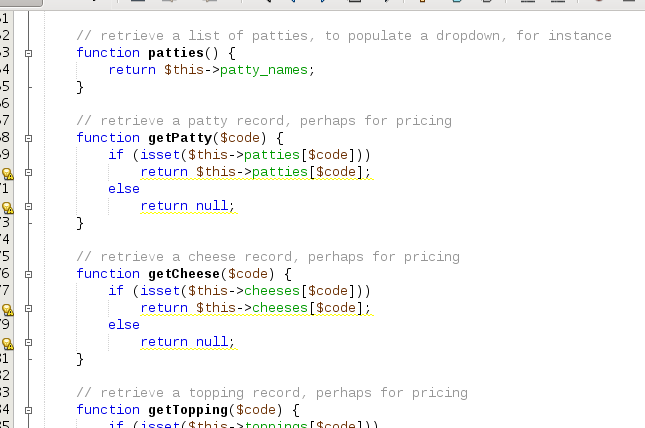 // retrieve a list of patties, to populate a dropdown, for instance
function patties() {
return $this->patty_names;
}
// retrieve a patty record, perhaps for pricing
function getPatty($code) {
if (isset($this->patties[$code]))
return $this->patties[$code];
else
return null;
}
// retrieve a cheese record, perhaps for pricing
function getCheese($code) {
if (isset($this->cheeses[$code]))
return $this->cheeses[$code];
else
return null;
}
// retrieve a topping record, perhaps for pricing
function getTopping($code) {
if (isset($this->toppings[$code]))